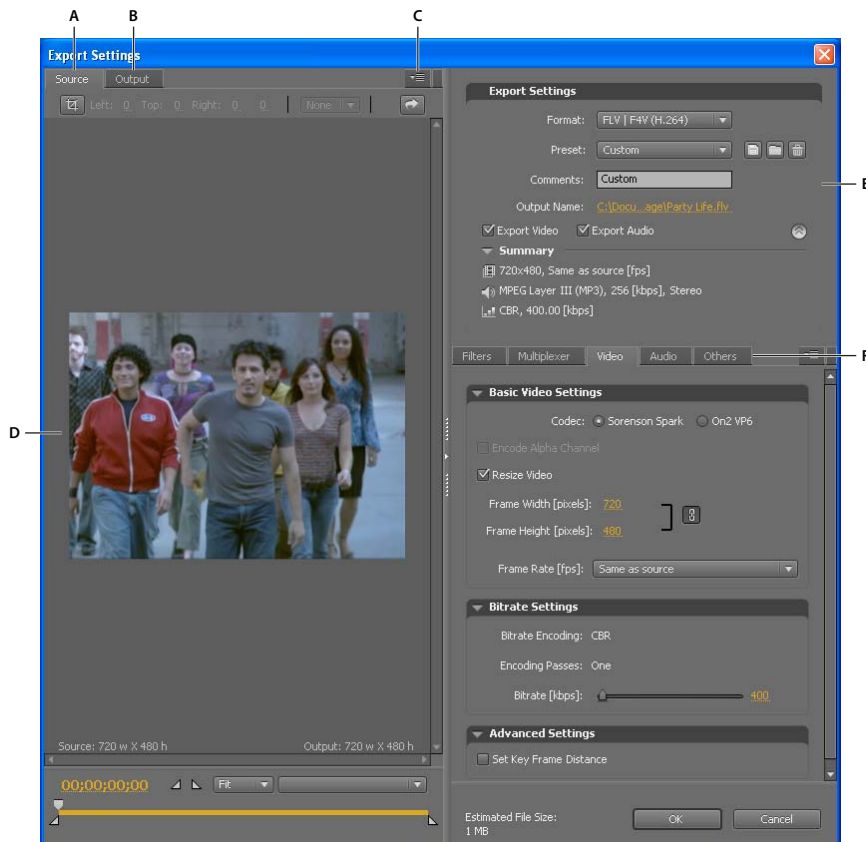 A
B
C
Export Settings
Source
Output
Left: 0 Top: 0 Right: 0 0
None
Export Settings
Format: FLV | F4V (H.264)
Preset: Custom
Comments: Custom
E
Output Name: C:\Docu...age\Party Life.flv
Export Video
Export Audio
Summary
720x480, Same as source [fps]
MPEG Layer III (MP3), 256 [kbps], Stereo
CBR, 400.00 [kbps]
Filters
Multiplexer
Video
Audio
Others
F
Basic Video Settings
Codec: Sorenson Spark On2 VP6
D
Encode Alpha Channel
Resize Video
Frame Width [pixels]: 720
Frame Height [pixels]: 480
Frame Rate [fps]: Same as source
Bitrate Settings
Bitrate Encoding: CBR
Encoding Passes: One
Bitrate [kbps]: 400
Advanced Settings
Set Key Frame Distance
Source: 720 w X 480 h
Output: 720 w X 480 h
00;00;00;00
Fit
Estimated File Size:
1 MB
OK
Cancel